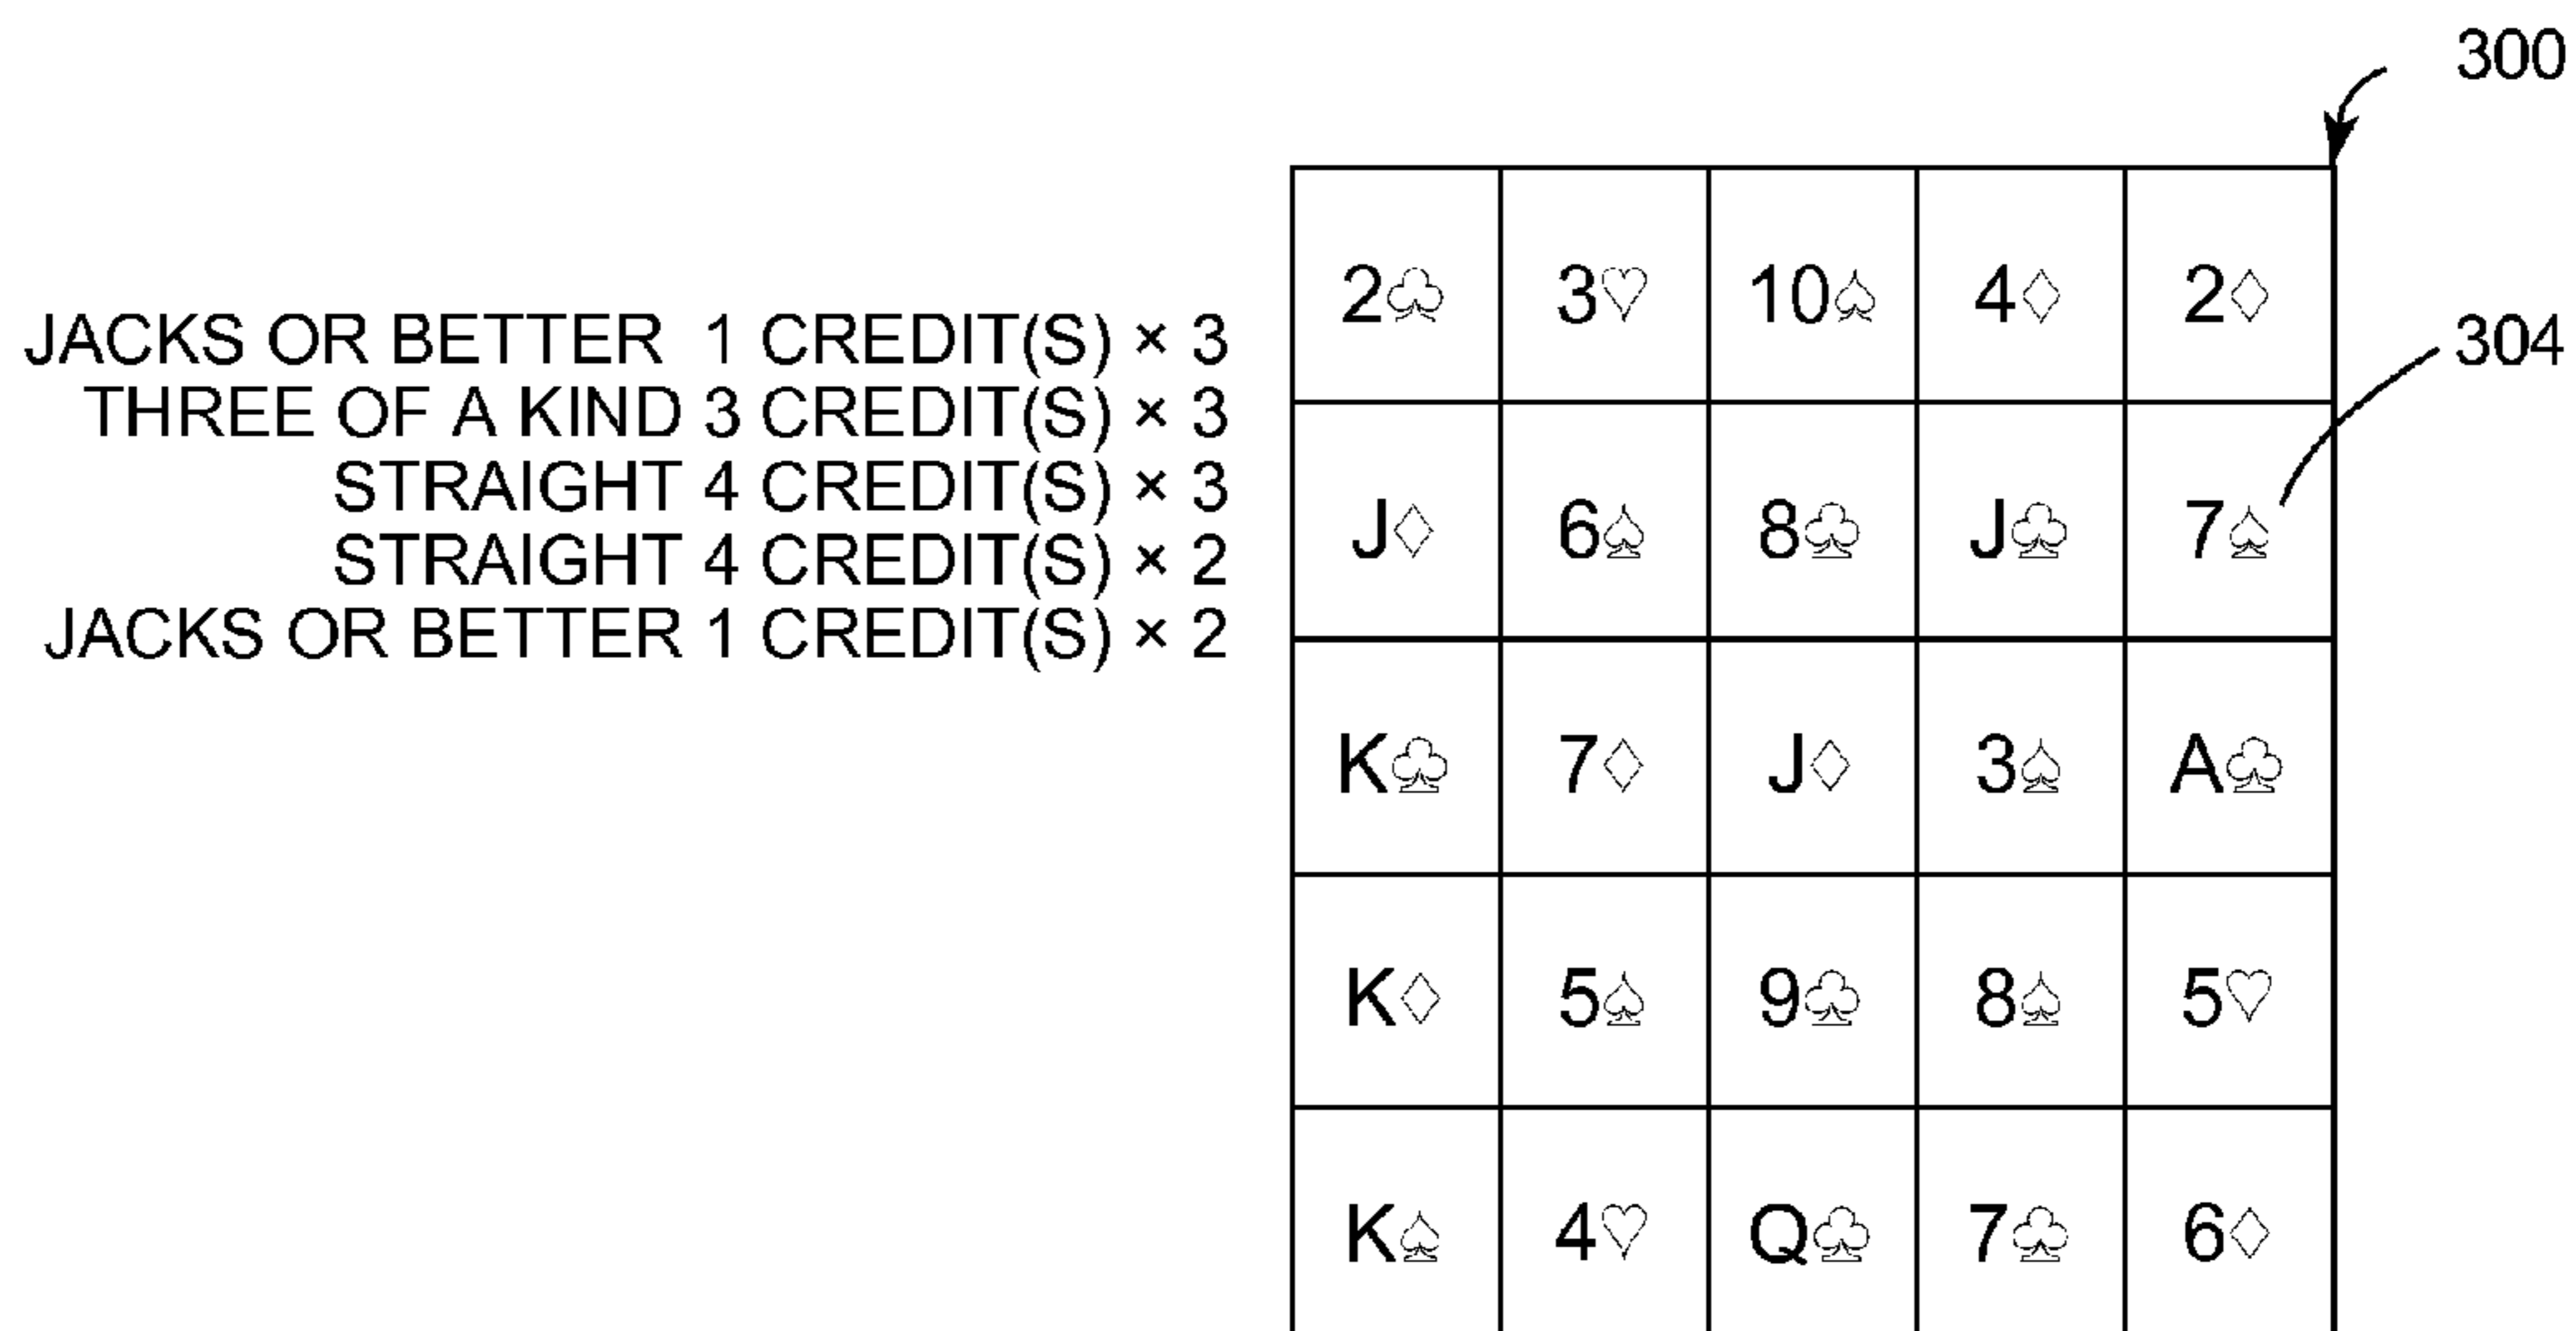 300
2♧ 3♡ 10♤ 4♢ 2♢
JACKS OR BETTER 1 CREDIT(S) × 3
304
THREE OF A KIND 3 CREDIT(S) × 3
STRAIGHT 4 CREDIT(S) × 3
J♢ 6♤ 8♧ J♧ 7♤
STRAIGHT 4 CREDIT(S) × 2
JACKS OR BETTER 1 CREDIT(S) × 2
K♧ 7♢ J♢ 3♤ A♧
K♢ 5♤ 9♧ 8♤ 5♡
K♤ 4♡ Q♧ 7♧ 6♢